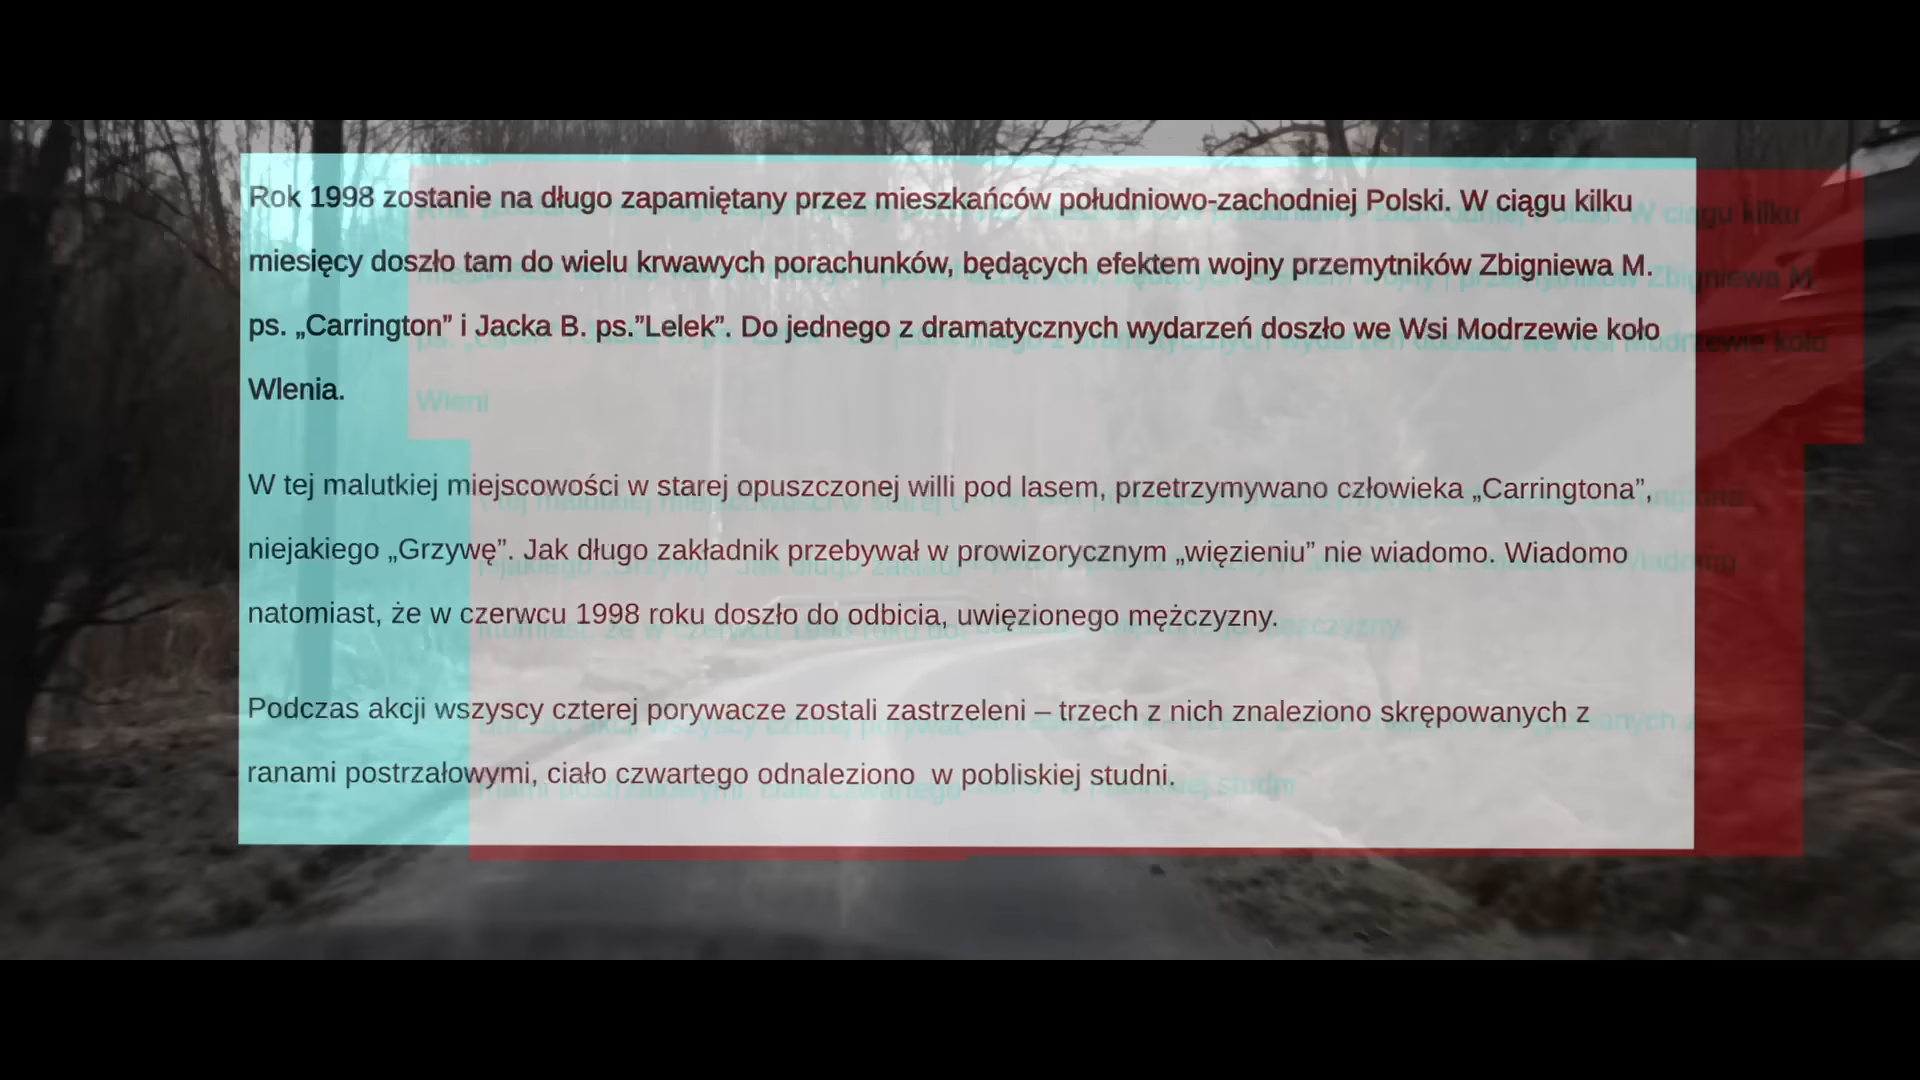 Rok 1998 zostanie na długo zapamiętany przez mieszkańców południowo-zachodniej Polski. W ciągu kilku
miesięcy doszło tam do wielu krwawych porachunków, będących efektem wojny przemytników Zbigniewa M.
ps. „Carrington” i Jacka B. ps.”Lelek”. Do jednego z dramatycznych wydarzeń doszło we Wsi Modrzewie koło
Wlenia.
W tej malutkiej miejscowości w starej opuszczonej willi pod lasem, przetrzymywano człowieka „Carringtona”,
niejakiego „Grzywę”. Jak długo zakładnik przebywał w prowizorycznym „więzieniu” nie wiadomo. Wiadomo
natomiast, że w czerwcu 1998 roku doszło do odbicia, uwięzionego mężczyzny.
Podczas akcji wszyscy czterej porywacze zostali zastrzeleni – trzech z nich znaleziono skrępowanych z
ranami postrzałowymi, ciało czwartego odnaleziono  w pobliskiej studni.